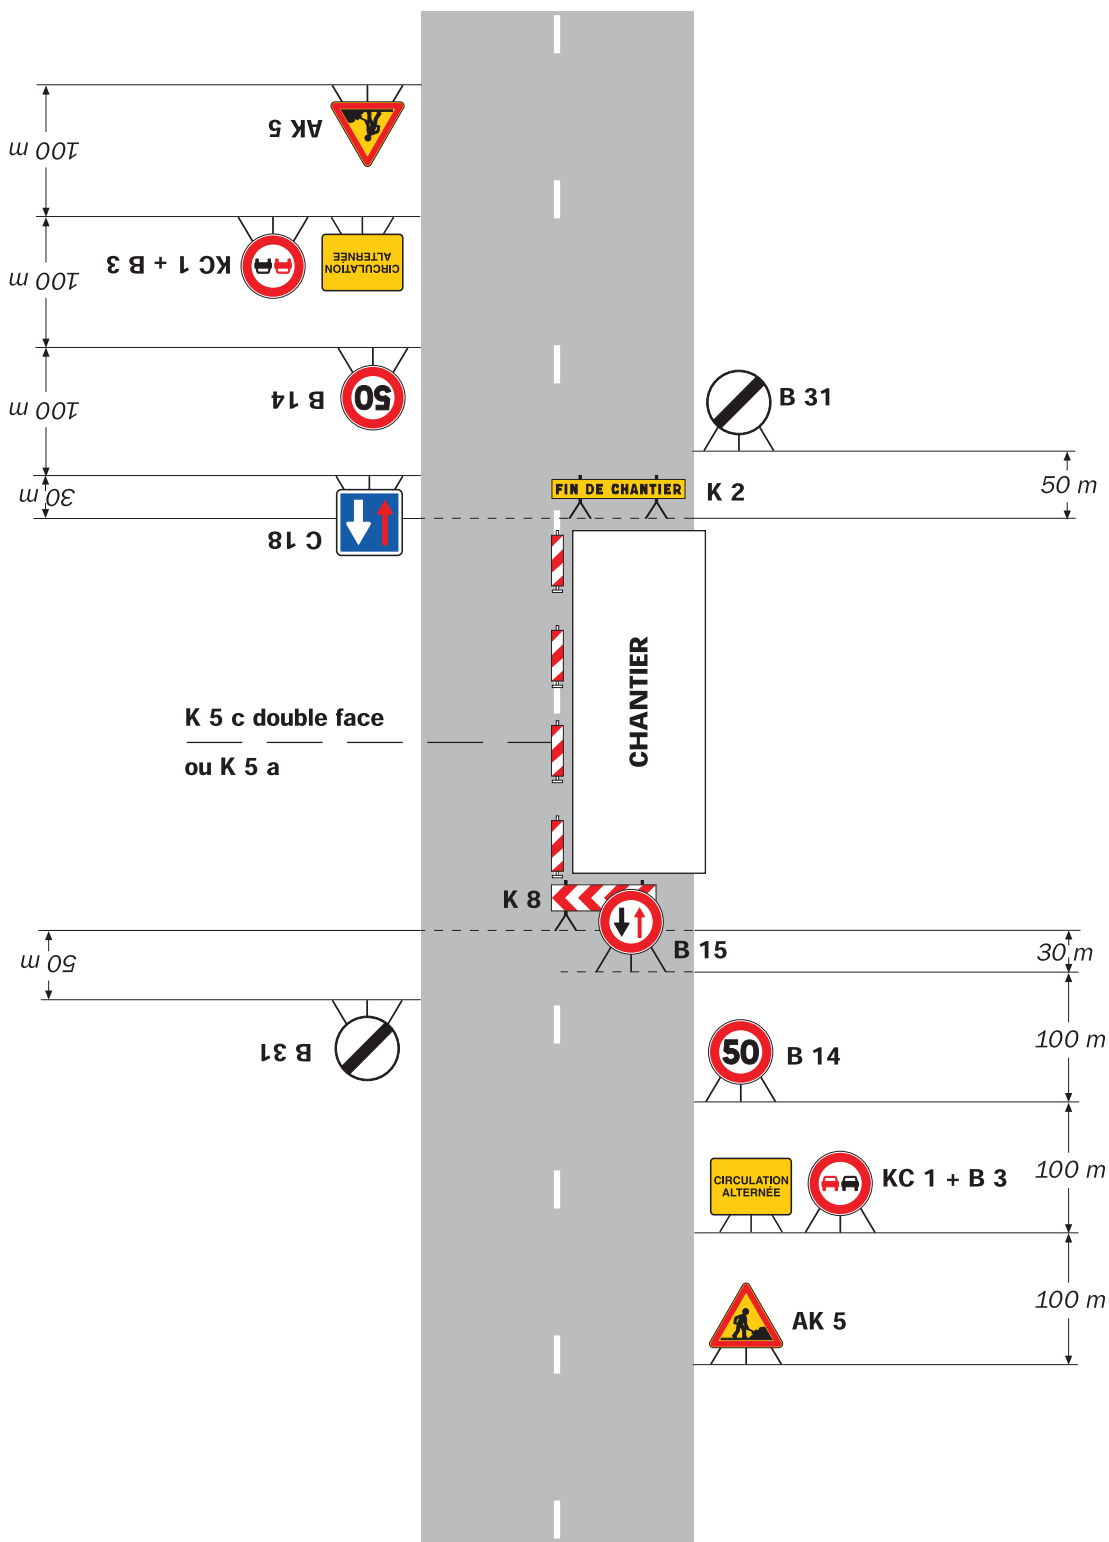 AK 5
100 m
KC 1 + B 3
CIRCULATION
ALTERNÉE
100 m
B 14
50
100 m
B 31
30 m
C 18
FIN DE CHANTIER
K 2
50 m
CHANTIER
K 5 c double face
ou K 5 a
K 8
B 15
30 m
50 m
B 31
50
B 14
100 m
CIRCULATION
ALTERNÉE
KC 1 + B 3
100 m
AK 5
100 m